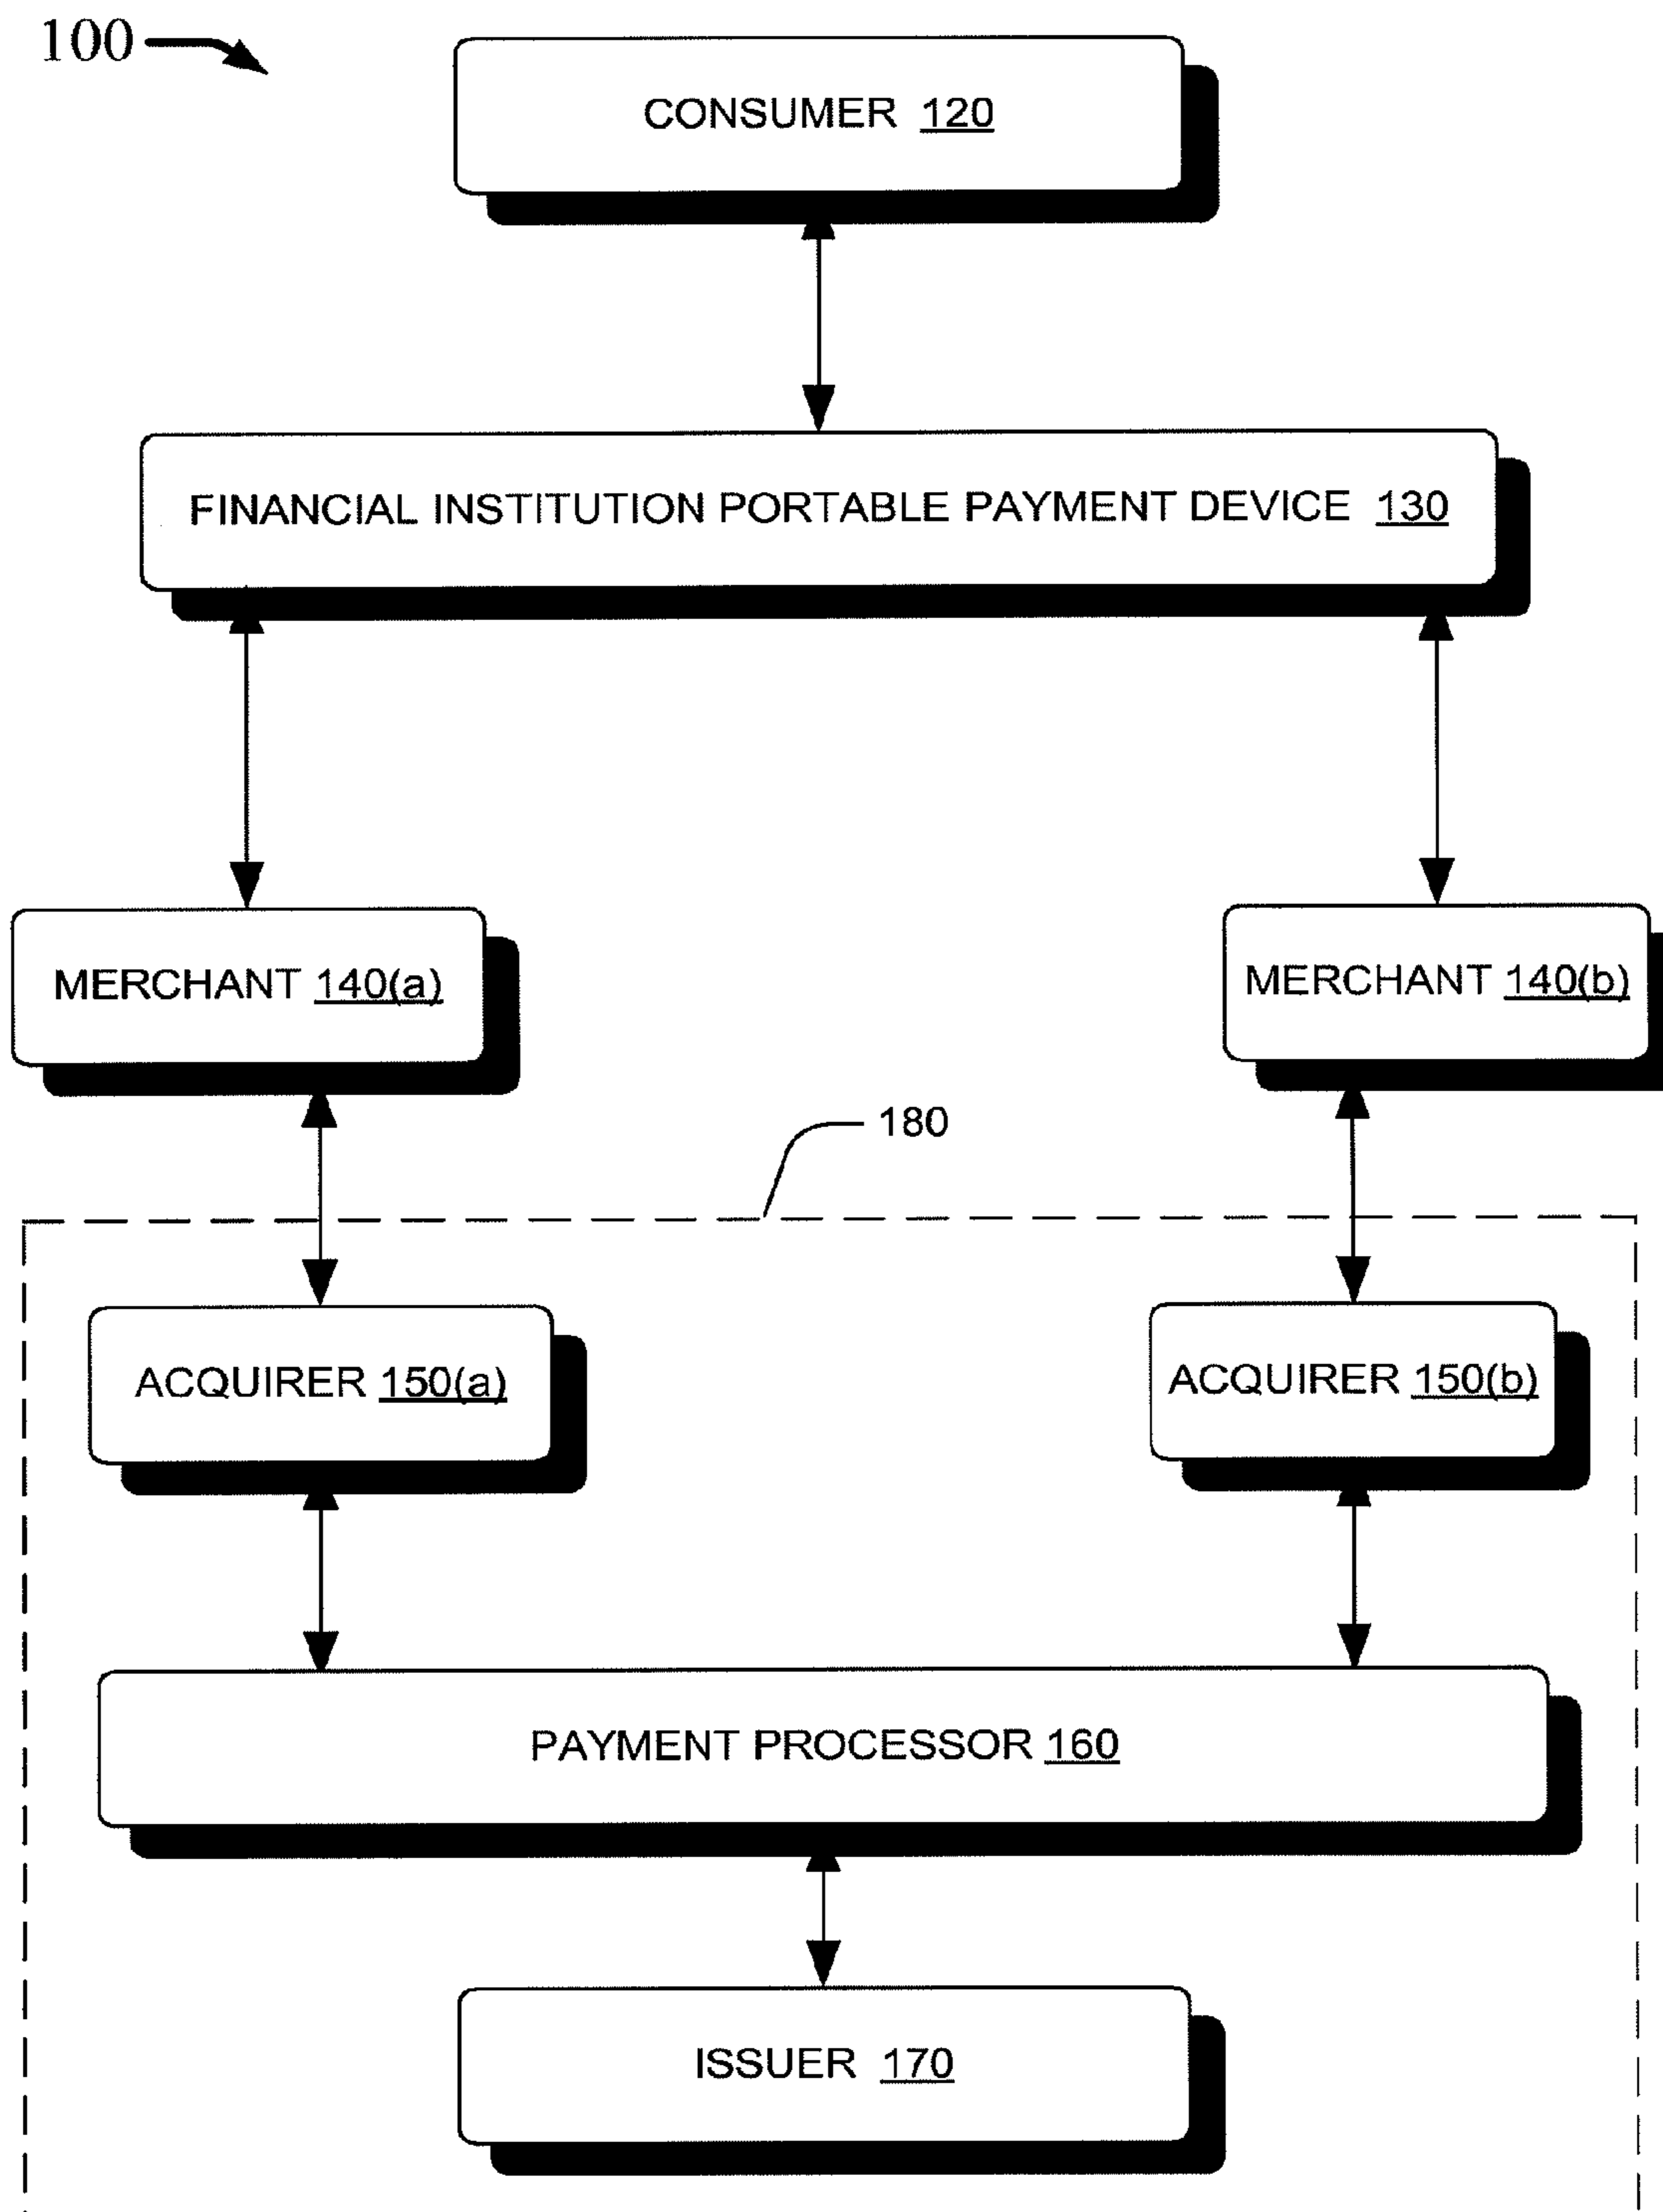 100
CONSUMER 120
FINANCIAL INSTITUTION PORTABLE PAYMENT DEVICE 130
MERCHANT 140(a)
MERCHANT 140(b)
180
ACQUIRER 150(a)
ACQUIRER 150(b)
PAYMENT PROCESSOR 160
ISSUER 170